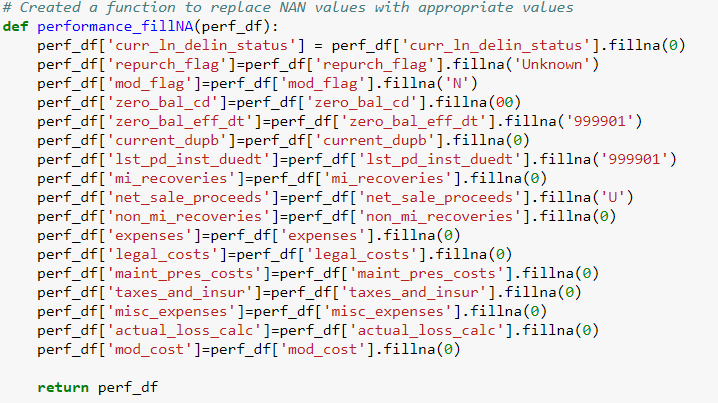 # Created a function to replace NAN values with appropriate values
def performance_fillNA(perf_df):
    perf_df['curr_ln_delin_status'] = perf_df['curr_ln_delin_status'].fillna(0)
    perf_df['repurch_flag']=perf_df['repurch_flag'].fillna('Unknown')
    perf_df['mod_flag']=perf_df['mod_flag'].fillna('N')
    perf_df['zero_bal_cd']=perf_df['zero_bal_cd'].fillna(00)
    perf_df['zero_bal_eff_dt']=perf_df['zero_bal_eff_dt'].fillna('999901')
    perf_df['current_dupb']=perf_df['current_dupb'].fillna(0)
    perf_df['lst_pd_inst_duedt']=perf_df['lst_pd_inst_duedt'].fillna('999901')
    perf_df['mi_recoveries']=perf_df['mi_recoveries'].fillna(0)
    perf_df['net_sale_proceeds']=perf_df['net_sale_proceeds'].fillna('U')
    perf_df['non_mi_recoveries']=perf_df['non_mi_recoveries'].fillna(0)
    perf_df['expenses']=perf_df['expenses'].fillna(0)
    perf_df['legal_costs']=perf_df['legal_costs'].fillna(0)
    perf_df['maint_pres_costs']=perf_df['maint_pres_costs'].fillna(0)
    perf_df['taxes_and_insur']=perf_df['taxes_and_insur'].fillna(0)
    perf_df['misc_expenses']=perf_df['misc_expenses'].fillna(0)
    perf_df['actual_loss_calc']=perf_df['actual_loss_calc'].fillna(0)
    perf_df['mod_cost']=perf_df['mod_cost'].fillna(0)

    return perf_df